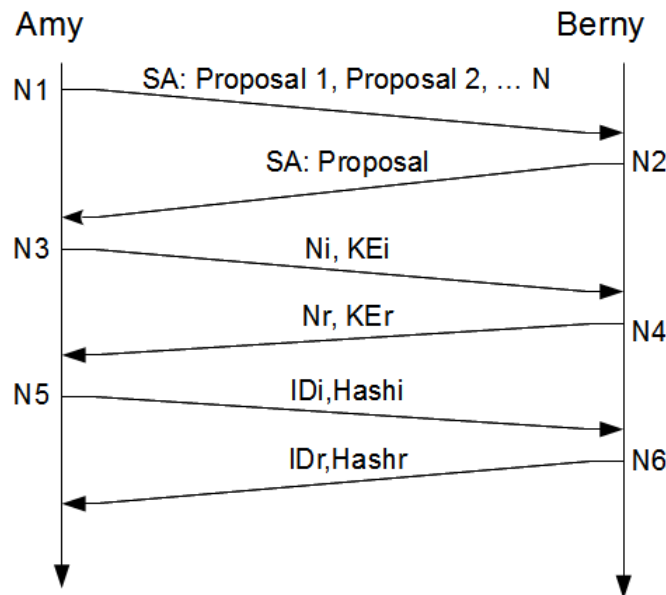 Amy
Berny
N1
SA: Proposal 1, Proposal 2, ... N
SA: Proposal
N2
N3
Ni, KEi
Nr, KEr
N4
N5
IDi,Hashi
IDr,Hashr
N6